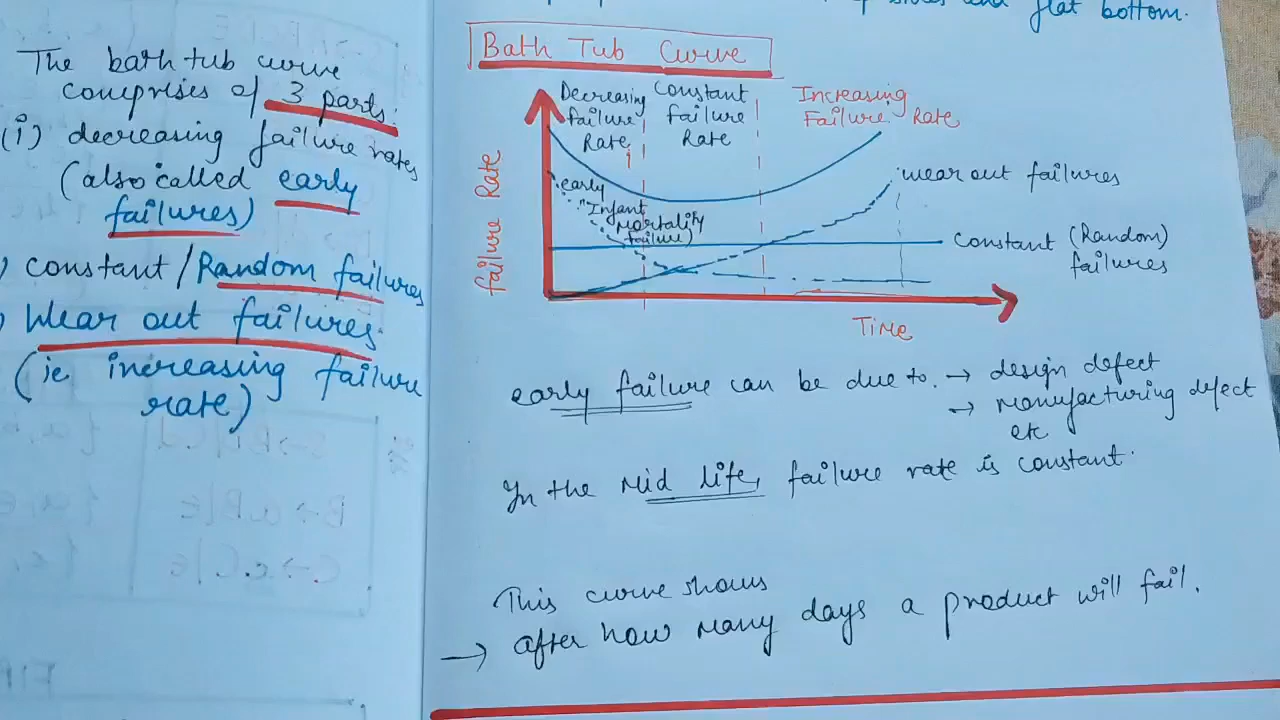 The bath tub curve
comprises of 3 parts:
(i) decreasing failure rates
(also called early
failures)
) constant/Random failures
) Wear out failures.
(ie increasing failure
rate)
and flat bottom.
Bath Tub Curve
Decreasing
failure
Rate
Constant
failure
Rate
Increasing
Failure Rate
failure Rate
early
"Infant
mortality
failure)
wear out failures
Constant (Random)
failures
Time
early failure can be due to. → design defect
→ manufacturing defect
etc
In the mid life, failure rate is constant.
This curve shows
→ after how many days a product will fail.